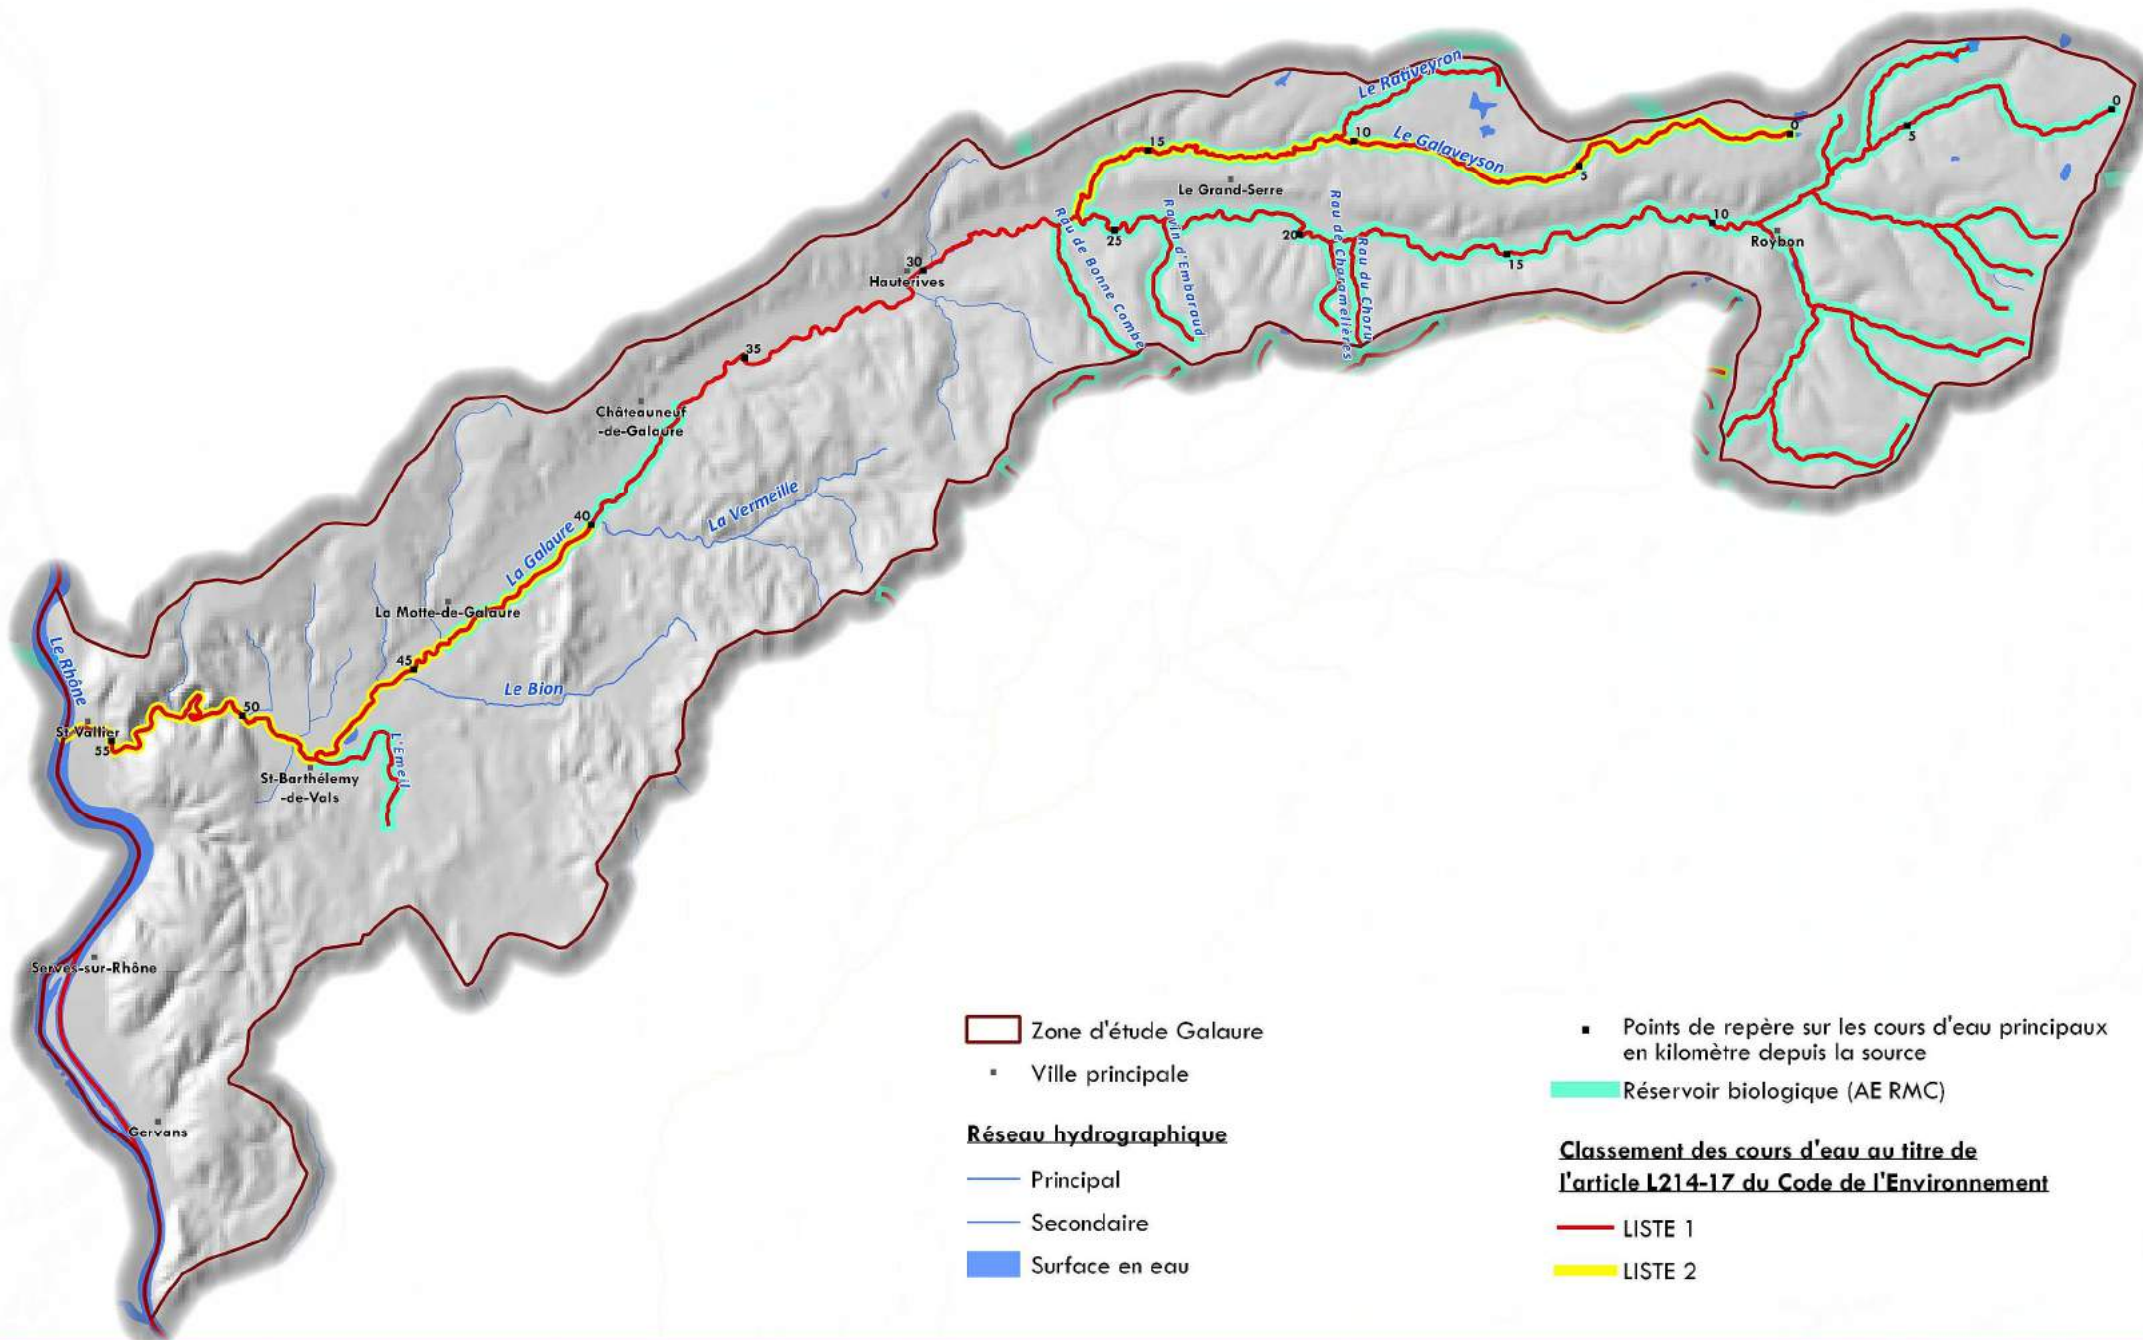 Le Rativeyron
0
10
Le Galaveyson
0
5
15
5
Le Grand-Serre
Rau de Bonne Combe
Ravin d'Embaraud
Rau de Charamelières
Rau du Choru
10
25
20
Roybon
15
30
Hauterives
35
Châteauneuf
-de-Galaure
La Vermeille
40
La Galaure
La Motte-de-Galaure
Le Rhône
45
Le Bion
50
St-Vallier
55
L'Emeil
St-Barthélemy
-de-Vals
Serves-sur-Rhône
Gervans
Zone d'étude Galaure
Ville principale
Réseau hydrographique
Principal
Secondaire
Surface en eau
Points de repère sur les cours d'eau principaux
en kilomètre depuis la source
Réservoir biologique (AE RMC)
Classement des cours d'eau au titre de
l'article L214-17 du Code de l'Environnement
LISTE 1
LISTE 2